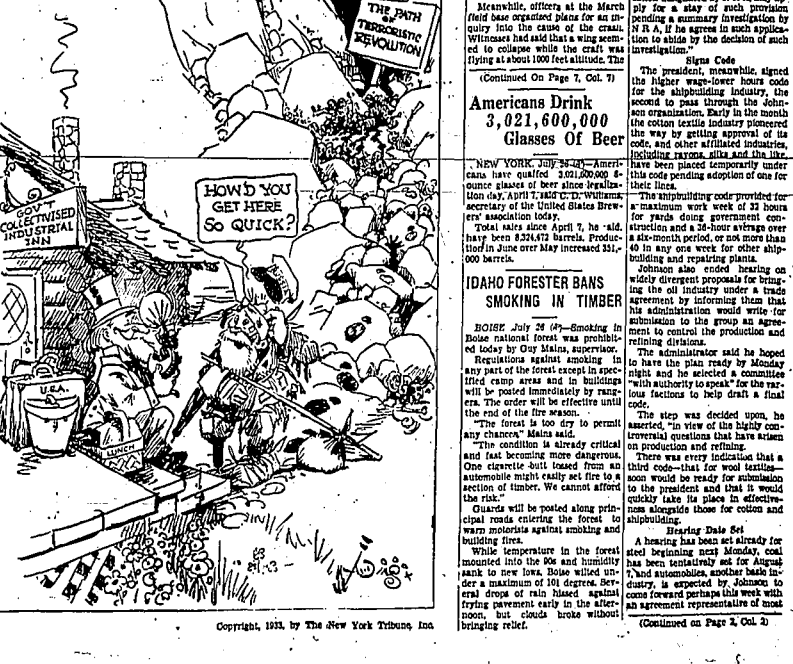 THE PATH
OF
TERRORISTIC
REVOLUTION
GOV'T
COLLECTIVISED
INDUSTRIAL
INN
HOW'D YOU
GET HERE
SO QUICK?
U.S.A.
LUNCH
Copyright, 1933, by The New York Tribune, Inc.
Meanwhile, officers at the March
field base organized plans for an in-
quiry into the cause of the crash.
Witnesses had said that a wing seem-
ed to collapse while the craft was
flying at about 1000 feet altitude. The
(Continued On Page 7, Col. 7)
Americans Drink
3,021,600,000
Glasses Of Beer
NEW YORK, July 26 (AP)—Ameri-
cans have quaffed 3,021,600,000 8-
ounce glasses of beer since legaliza-
tion day, April 7, said C. D. Williams,
secretary of the United States Brew-
ers' association today.
Total sales since April 7, he said,
have been 8,324,472 barrels. Produc-
tion in June over May increased 351,-
000 barrels.
IDAHO FORESTER BANS
SMOKING IN TIMBER
BOISE July 26 (AP)—Smoking in
Boise national forest was prohibit-
ed today by Guy Mains, supervisor.
Regulations against smoking in
any part of the forest except in spec-
ified camp areas and in buildings
will be posted immediately by rang-
ers. The order will be effective until
the end of the fire season.
"The forest is too dry to permit
any chances," Mains said.
"The condition is already critical
and fast becoming more dangerous.
One cigarette butt tossed from an
automobile might easily set fire to a
section of timber. We cannot afford
the risk."
Guards will be posted along prin-
cipal roads entering the forest to
warn motorists against smoking and
building fires.
While temperature in the forest
mounted into the 90s and humidity
sank to new lows, Boise wilted un-
der a maximum of 101 degrees. Sev-
eral drops of rain hissed against
frying pavement early in the after-
noon, but clouds broke without
bringing relief.
ply for a stay of such provision
pending a summary investigation by
N R A, if he agrees in such applica-
tion to abide by the decision of such
investigation."
Signs Code
The president, meanwhile, signed
the higher wage-lower hours code
for the shipbuilding industry, the
second to pass through the John-
son organization. Early in the month
the cotton textile industry pioneered
the way by getting approval of its
code, and other affiliated industries,
including rayons, silks and the like,
have been placed temporarily under
this code pending adoption of one for
their lines.
The shipbuilding code provided for
a maximum work week of 32 hours
for yards doing government con-
struction and a 36-hour average over
a six-month period, or not more than
40 in any one week for other ship-
building and repairing plants.
Johnson also ended hearing on
widely divergent proposals for bring-
ing the oil industry under a trade
agreement by informing them that
his administration would write for
submission to the group an agree-
ment to control the production and
refining divisions.
The administrator said he hoped
to have the plan ready by Monday
night and he selected a committee
"with authority to speak" for the var-
ious factions to help draft a final
code.
The step was decided upon, he
asserted, "in view of the highly con-
troversial questions that have arisen
on production and refining.
There was every indication that a
third code—that for wool textiles—
soon would be ready for submission
to the president and that it would
quickly take its place in effective-
ness alongside those for cotton and
shipbuilding.
Hearing Date Set
A hearing has been set already for
steel beginning next Monday, coal
has been tentatively set for August
7, and automobiles, another basic in-
dustry, is expected by Johnson to
come forward perhaps this week with
an agreement representative of most
(Continued on Page 2, Col. 2)